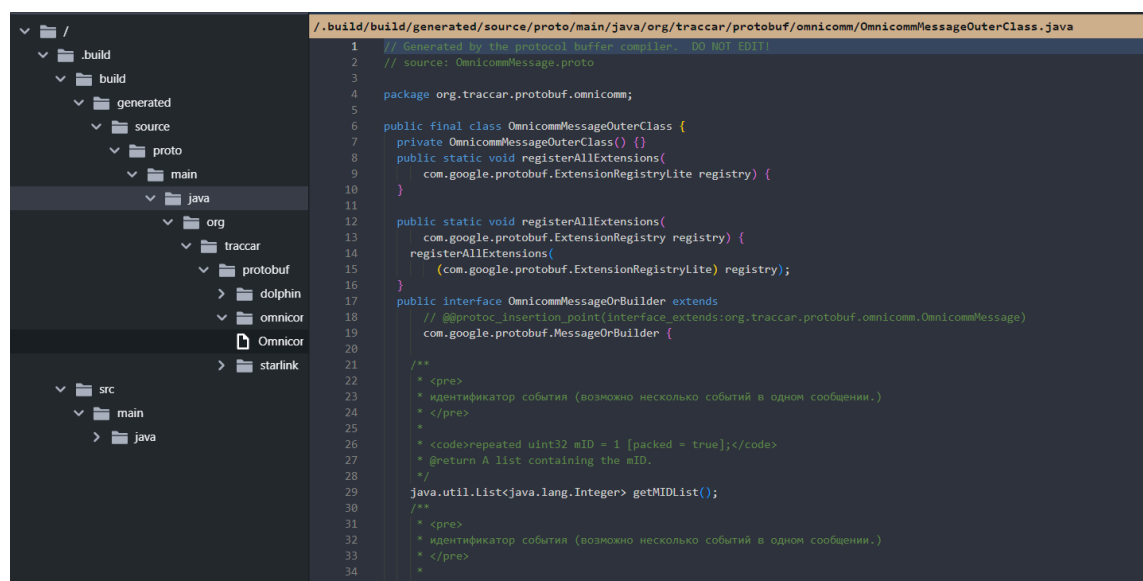 /
.build
build
generated
source
proto
main
java
org
traccar
protobuf
dolphin
omnicor
Omnicor
starlink
src
main
java
/.build/build/generated/source/proto/main/java/org/traccar/protobuf/omnicomm/OmnicommMessageOuterClass.java
1 // Generated by the protocol buffer compiler.  DO NOT EDIT!
2 // source: OmnicommMessage.proto
3
4 package org.traccar.protobuf.omnicomm;
5
6 public final class OmnicommMessageOuterClass {
7   private OmnicommMessageOuterClass() {}
8   public static void registerAllExtensions(
9       com.google.protobuf.ExtensionRegistryLite registry) {
10   }
11
12   public static void registerAllExtensions(
13       com.google.protobuf.ExtensionRegistry registry) {
14     registerAllExtensions(
15         (com.google.protobuf.ExtensionRegistryLite) registry);
16   }
17   public interface OmnicommMessageOrBuilder extends
18       // @@protoc_insertion_point(interface_extends:org.traccar.protobuf.omnicomm.OmnicommMessage)
19       com.google.protobuf.MessageOrBuilder {
20
21     /**
22      * <pre>
23      * идентификатор события (возможно несколько событий в одном сообщении.)
24      * </pre>
25      *
26      * <code>repeated uint32 mID = 1 [packed = true];</code>
27      * @return A list containing the mID.
28      */
29     java.util.List<java.lang.Integer> getMIDList();
30     /**
31      * <pre>
32      * идентификатор события (возможно несколько событий в одном сообщении.)
33      * </pre>
34      *